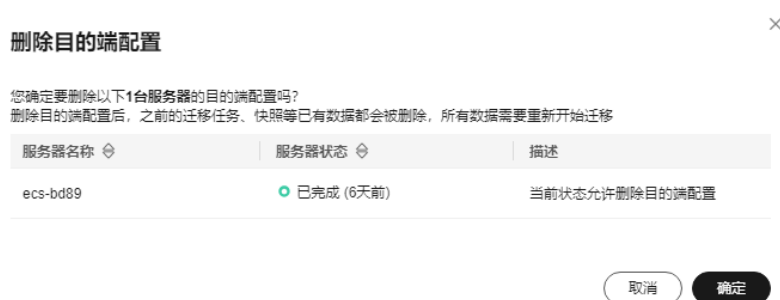 删除目的端配置
您确定要删除以下1台服务器的目的端配置吗?
删除目的端配置后，之前的迁移任务、快照等已有数据都会被删除，所有数据需要重新开始迁移
服务器名称 服务器状态 描述
ecs-bd89 已完成 (6天前) 当前状态允许删除目的端配置
取消 确定